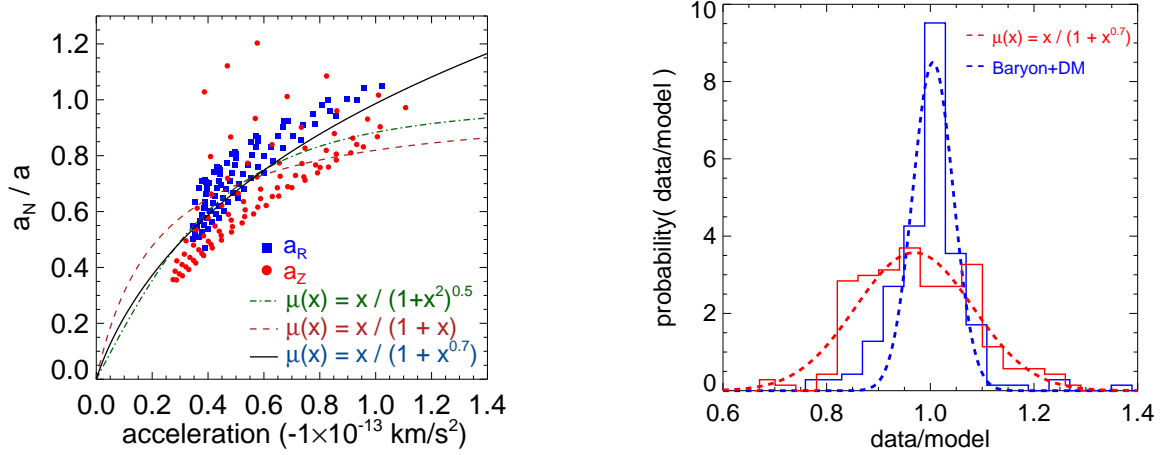 1.2
1.0
0.8
0.6
0.4
0.2
0.0
a_N / a
a_R
a_Z
μ(x) = x / (1+x²)^0.5
μ(x) = x / (1 + x)
μ(x) = x / (1 + x^0.7)
0.0 0.2 0.4 0.6 0.8 1.0 1.2 1.4
acceleration (-1×10^-13 km/s²)
10
8
6
4
2
0
probability( data/model )
μ(x) = x / (1 + x^0.7)
Baryon+DM
0.6 0.8 1.0 1.2 1.4
data/model